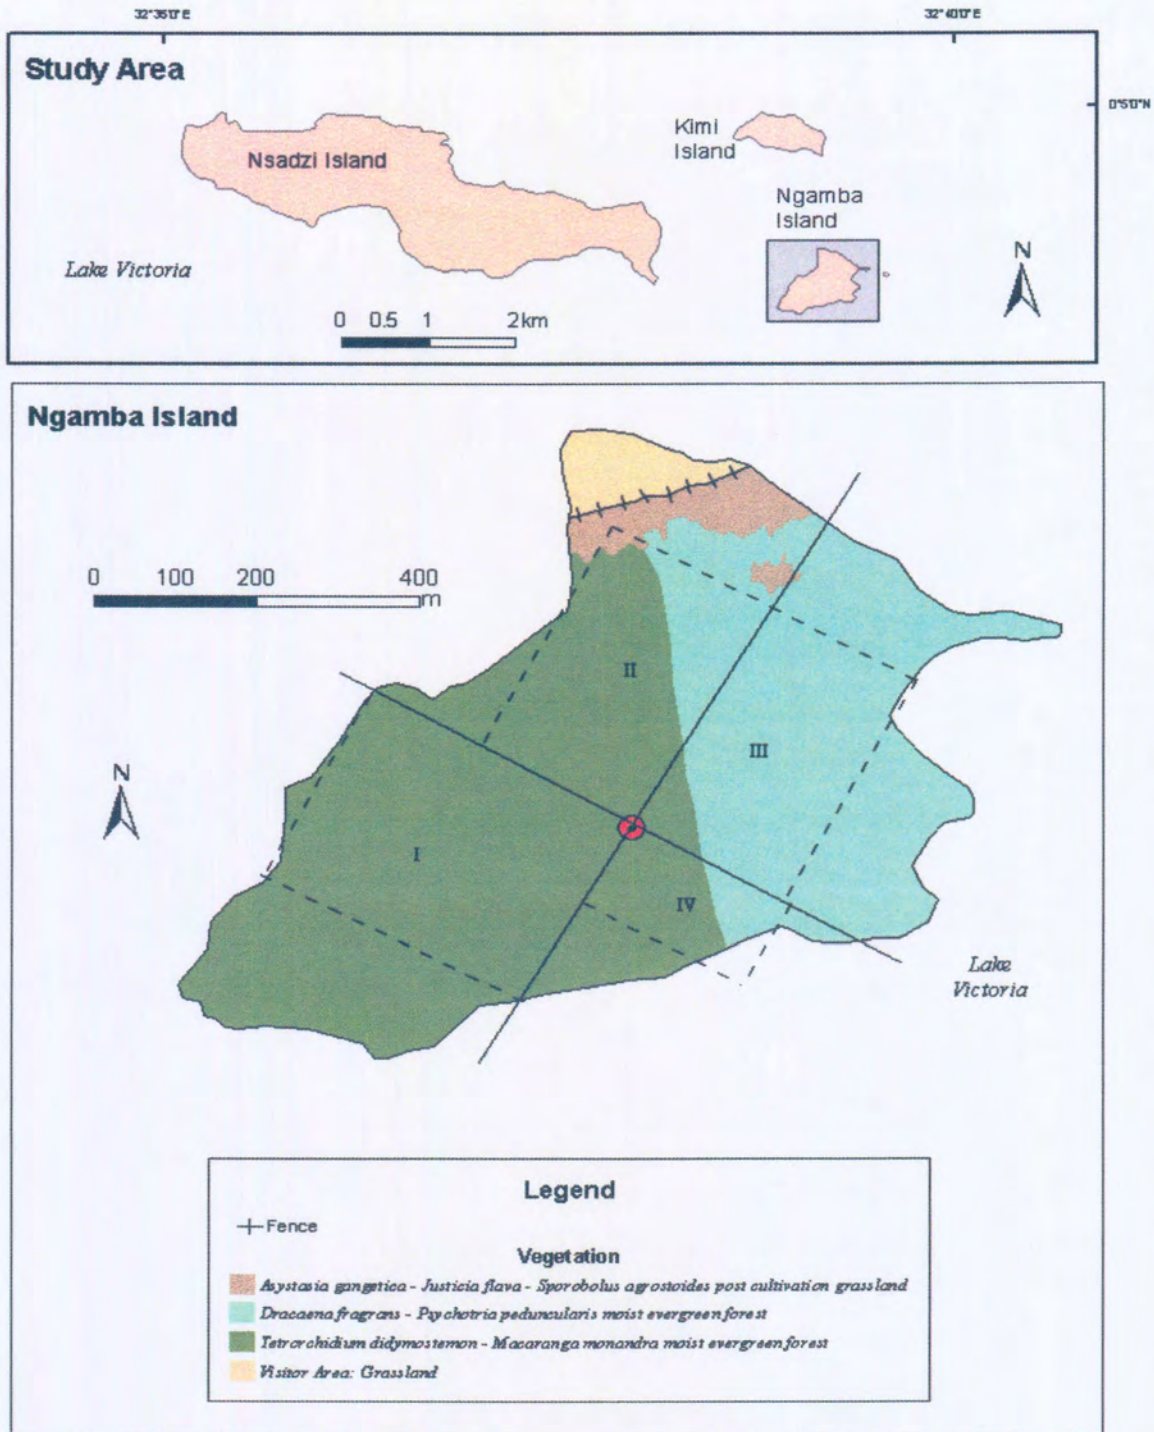 32°35'0"E
32°40'0"E
Study Area
0°5'0"N
Kimi
Island
Nsadzi Island
Ngamba
Island
N
Lake Victoria
0 0.5 1 2km
Ngamba Island
0 100 200 400
m
II
III
N
I
IV
Lake
Victoria
Legend
Fence
Vegetation
Asystasia gangetica - Justicia flava - Sporobolus agrostoides post cultivation grassland
Dracaena fragrans - Psychotria peduncularis moist evergreen forest
Tetrorchidium didymostemon - Macaranga monandra moist evergreen forest
Visitor Area: Grassland